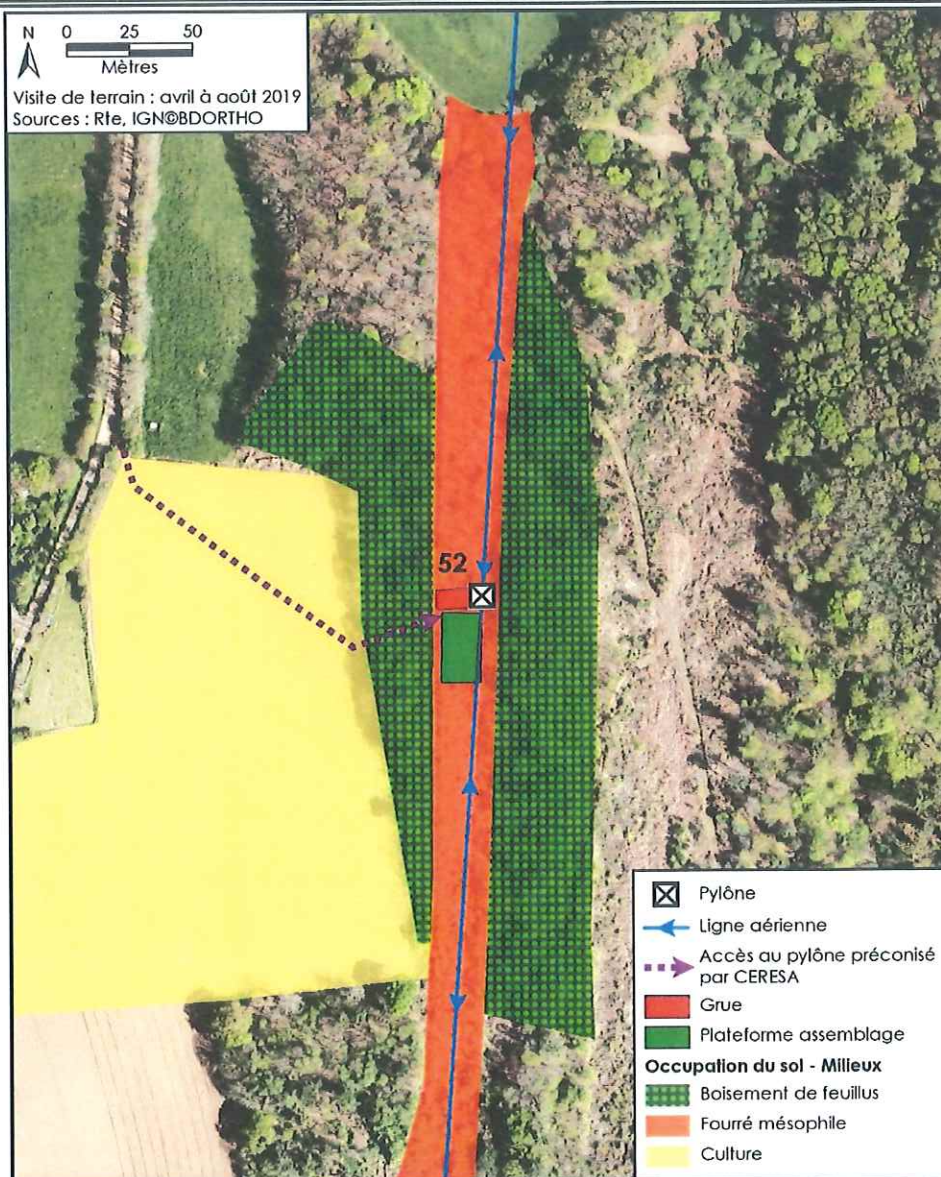 N
0 25 50
Mètres
Visite de terrain : avril à août 2019
Sources : Rte, IGN©BDORTHO
52
Pylône
Ligne aérienne
Accès au pylône préconisé
par CERESA
Grue
Plateforme assemblage
Occupation du sol - Milieux
Boisement de feuillus
Fourré mésophile
Culture